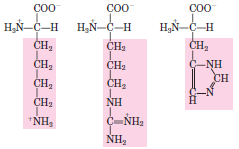 COO⁻ COO⁻ COO⁻
H₃N⁺—C—H H₃N⁺—C—H H₃N⁺—C—H
CH₂ CH₂ CH₂
CH₂ CH₂ C—NH
CH₂ CH₂ CH
CH₂ NH C—N
⁺NH₃ C=N⁺H₂ H
NH₂